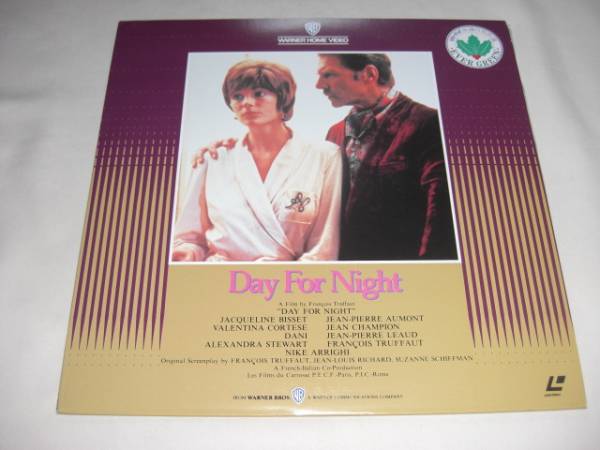 WARNER HOME VIDEO
EVER GREEN
Day For Night
A Film by François Truffaut
"DAY FOR NIGHT"
JACQUELINE BISSET JEAN-PIERRE AUMONT
VALENTINA CORTESE JEAN CHAMPION
DANI JEAN-PIERRE LEAUD
ALEXANDRA STEWART FRANÇOIS TRUFFAUT
NIKE ARRIGHI
Original Screenplay by FRANÇOIS TRUFFAUT, JEAN-LOUIS RICHARD, SUZANNE SCHIFFMAN
A French-Italian Co-Production
Les Films du Carrosse P.E.C.F.-Paris, P.I.C.-Roma
FROM WARNER BROS. A WARNER COMMUNICATIONS COMPANY